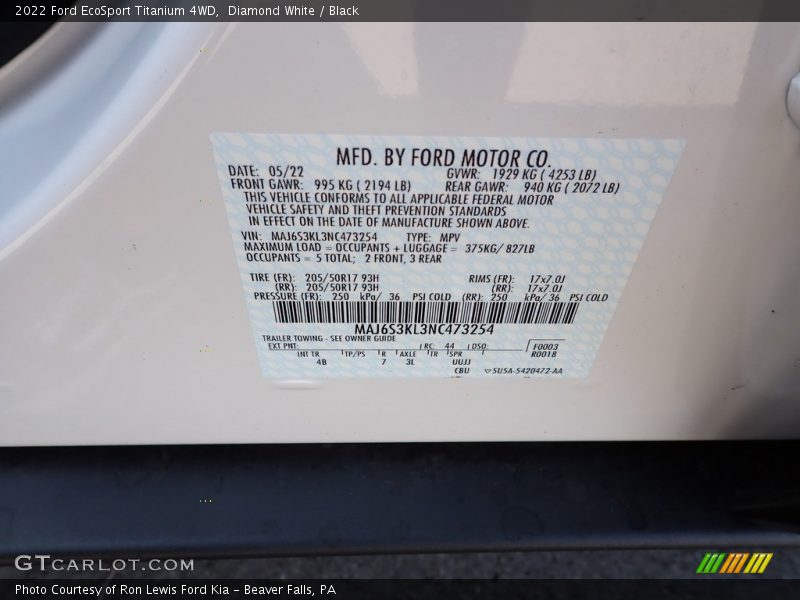 2022 Ford EcoSport Titanium 4WD,  Diamond White / Black
MFD. BY FORD MOTOR CO.
DATE: 05/22 GVWR: 1929 KG ( 4253 LB)
FRONT GAWR: 995 KG ( 2194 LB) REAR GAWR: 940 KG ( 2072 LB)
THIS VEHICLE CONFORMS TO ALL APPLICABLE FEDERAL MOTOR
VEHICLE SAFETY AND THEFT PREVENTION STANDARDS
IN EFFECT ON THE DATE OF MANUFACTURE SHOWN ABOVE.
VIN: MAJ6S3KL3NC473254 TYPE: MPV
MAXIMUM LOAD = OCCUPANTS + LUGGAGE = 375KG/ 827LB
OCCUPANTS = 5 TOTAL; 2 FRONT, 3 REAR
TIRE (FR): 205/50R17 93H RIMS (FR): 17x7.0J
(RR): 205/50R17 93H (RR): 17x7.0J
PRESSURE (FR): 250 kPa/ 36 PSI COLD (RR): 250 kPa/ 36 PSI COLD
MAJ6S3KL3NC473254
TRAILER TOWING - SEE OWNER GUIDE
EXT PNT: RC: 44 DSO: F0003
R0018
INT TR TP/PS R AXLE TR SPR
4B 7 3L UUJJ
CBU 5U5A-5420472-AA
GTCARLOT.COM
Photo Courtesy of Ron Lewis Ford Kia - Beaver Falls, PA